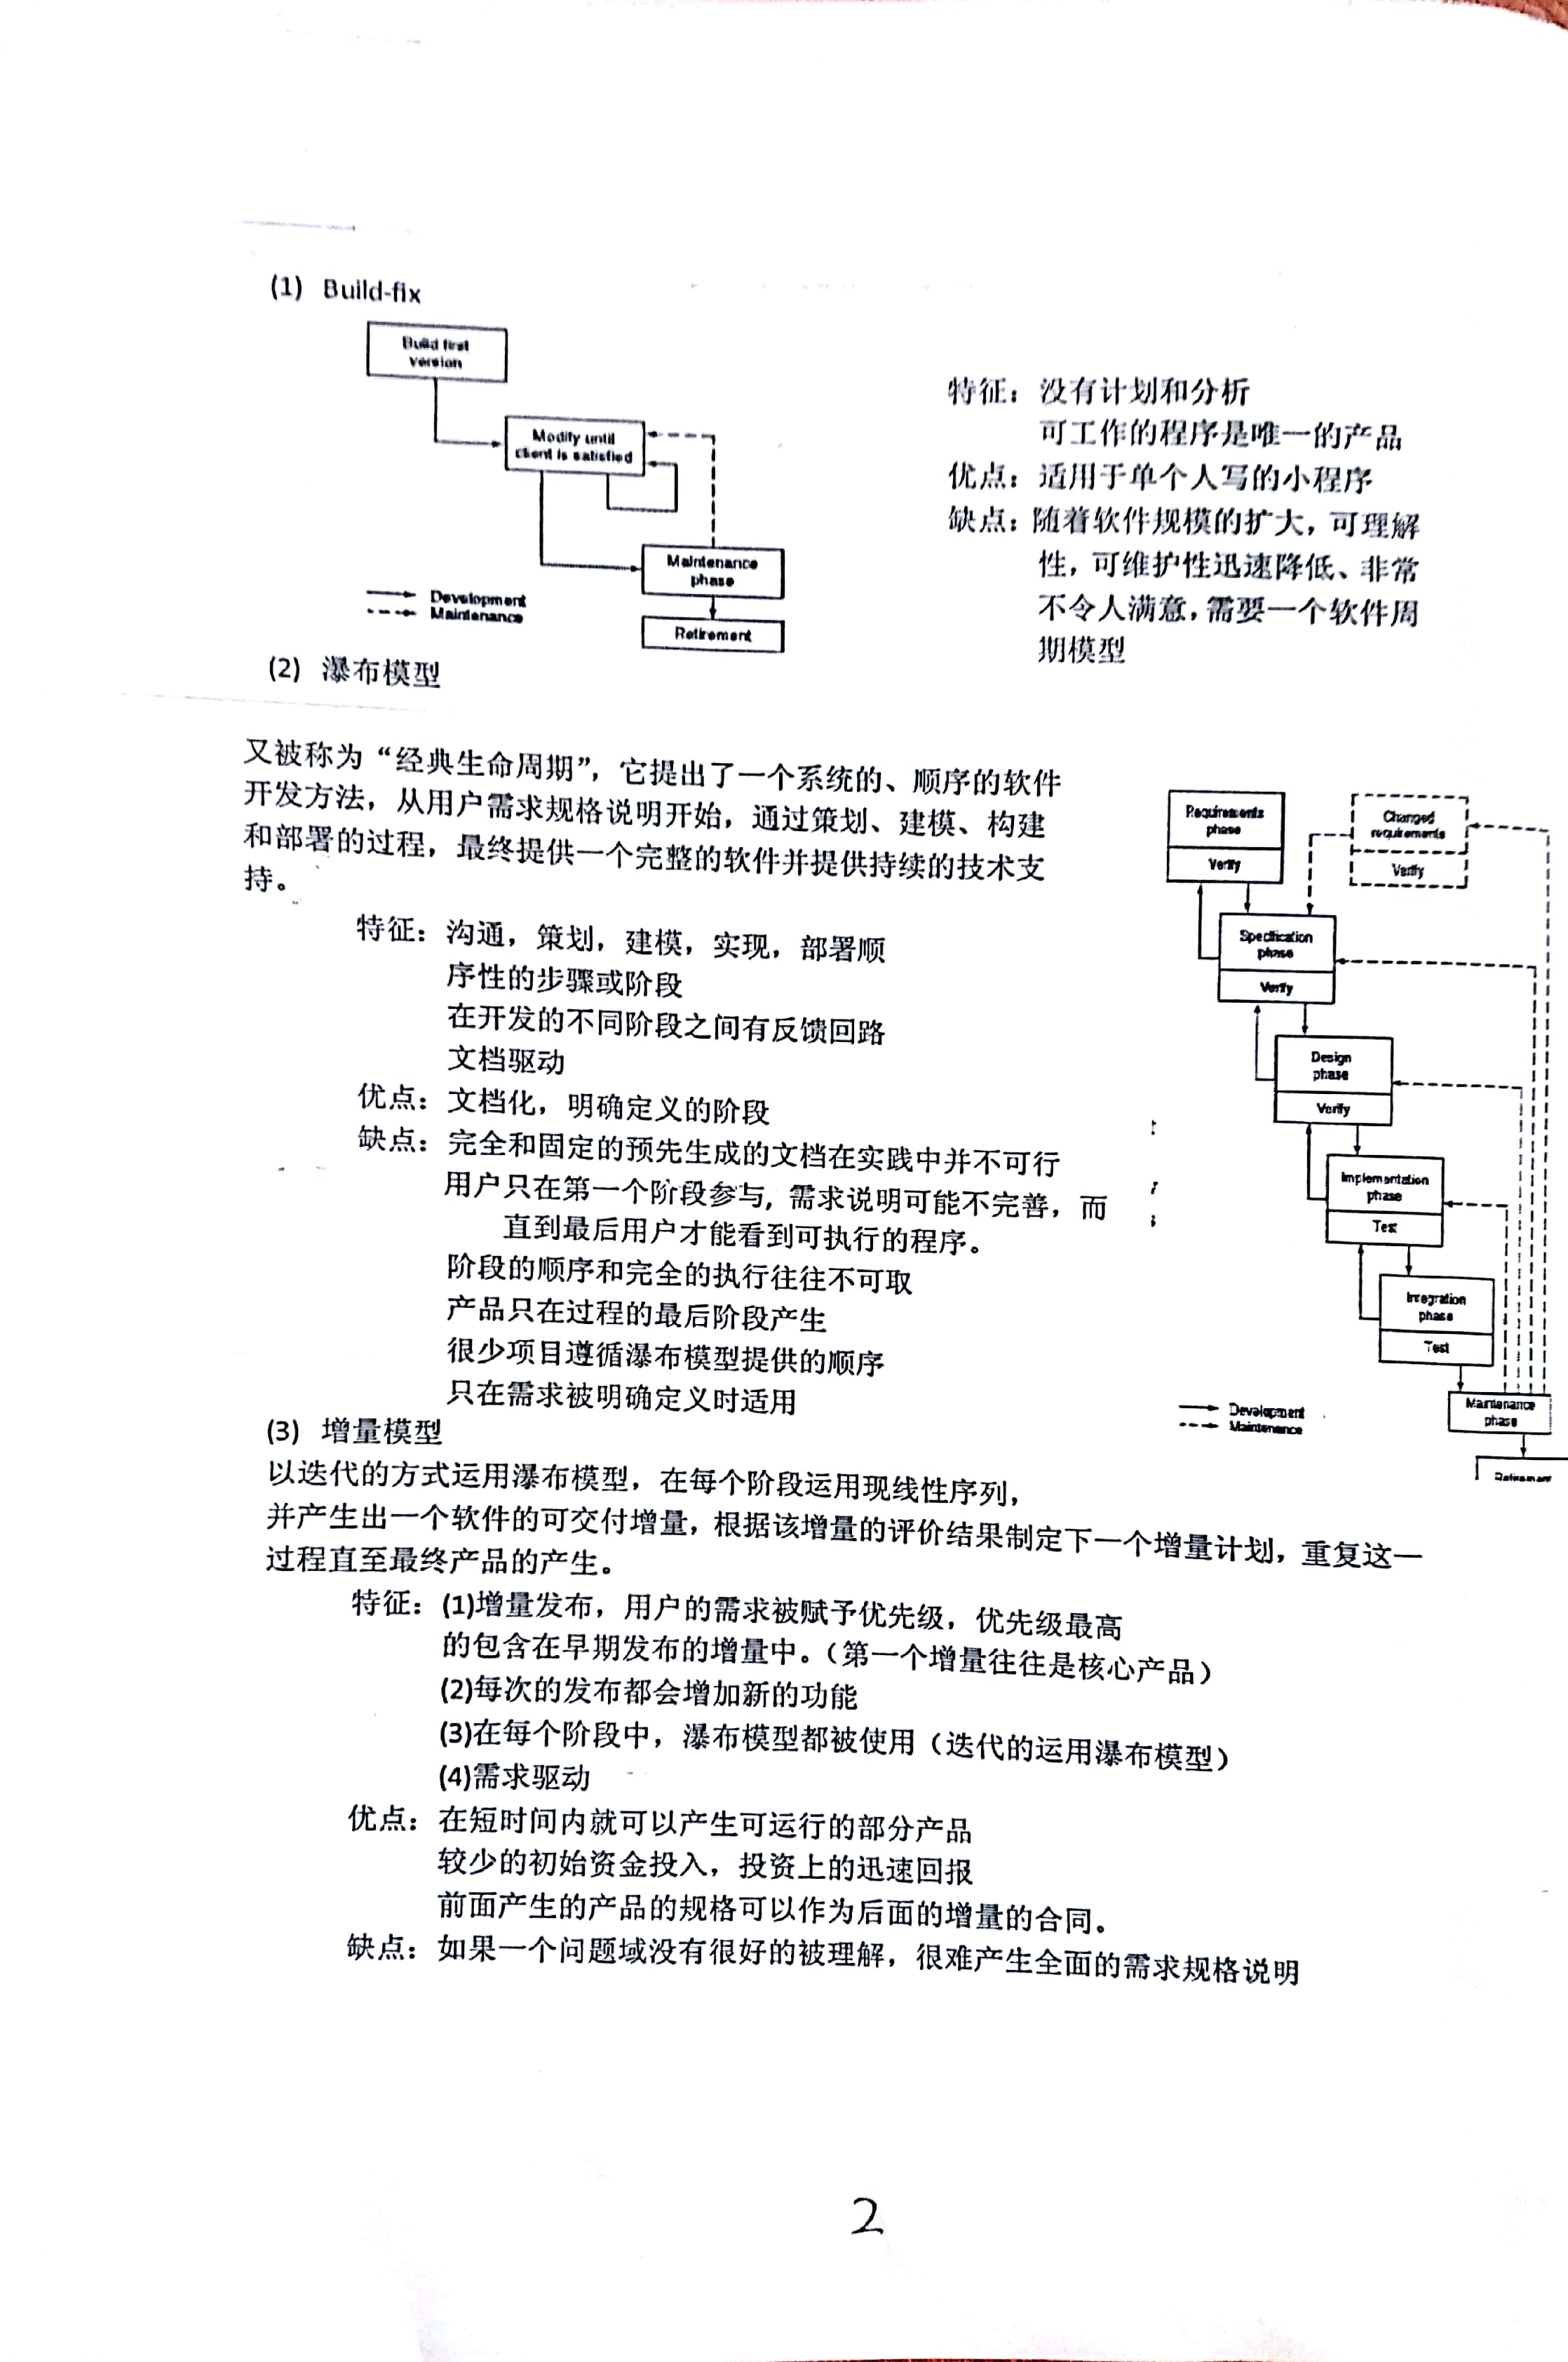 (1) Build-fix
Build first
version
Modify until
client is satisfied
Maintenance
phase
Retirement
Development
Maintenance
特征：没有计划和分析
可工作的程序是唯一的产品
优点：适用于单个人写的小程序
缺点：随着软件规模的扩大，可理解
性，可维护性迅速降低、非常
不令人满意，需要一个软件周
期模型
(2) 瀑布模型
又被称为“经典生命周期”，它提出了一个系统的、顺序的软件
开发方法，从用户需求规格说明开始，通过策划、建模、构建
和部署的过程，最终提供一个完整的软件并提供持续的技术支
持。
特征：沟通，策划，建模，实现，部署顺
序性的步骤或阶段
在开发的不同阶段之间有反馈回路
文档驱动
优点：文档化，明确定义的阶段
缺点：完全和固定的预先生成的文档在实践中并不可行
用户只在第一个阶段参与，需求说明可能不完善，而
直到最后用户才能看到可执行的程序。
阶段的顺序和完全的执行往往不可取
产品只在过程的最后阶段产生
很少项目遵循瀑布模型提供的顺序
只在需求被明确定义时适用
Requirements
phase
Verify
Changed
requirements
Verify
Specification
phase
Verify
Design
phase
Verify
Implementation
phase
Test
Integration
phase
Test
Maintenance
phase
Retirement
Development
Maintenance
(3) 增量模型
以迭代的方式运用瀑布模型，在每个阶段运用现线性序列，
并产生出一个软件的可交付增量，根据该增量的评价结果制定下一个增量计划，重复这一
过程直至最终产品的产生。
特征：(1)增量发布，用户的需求被赋予优先级，优先级最高
的包含在早期发布的增量中。（第一个增量往往是核心产品）
(2)每次的发布都会增加新的功能
(3)在每个阶段中，瀑布模型都被使用（迭代的运用瀑布模型）
(4)需求驱动
优点：在短时间内就可以产生可运行的部分产品
较少的初始资金投入，投资上的迅速回报
前面产生的产品的规格可以作为后面的增量的合同。
缺点：如果一个问题域没有很好的被理解，很难产生全面的需求规格说明
2